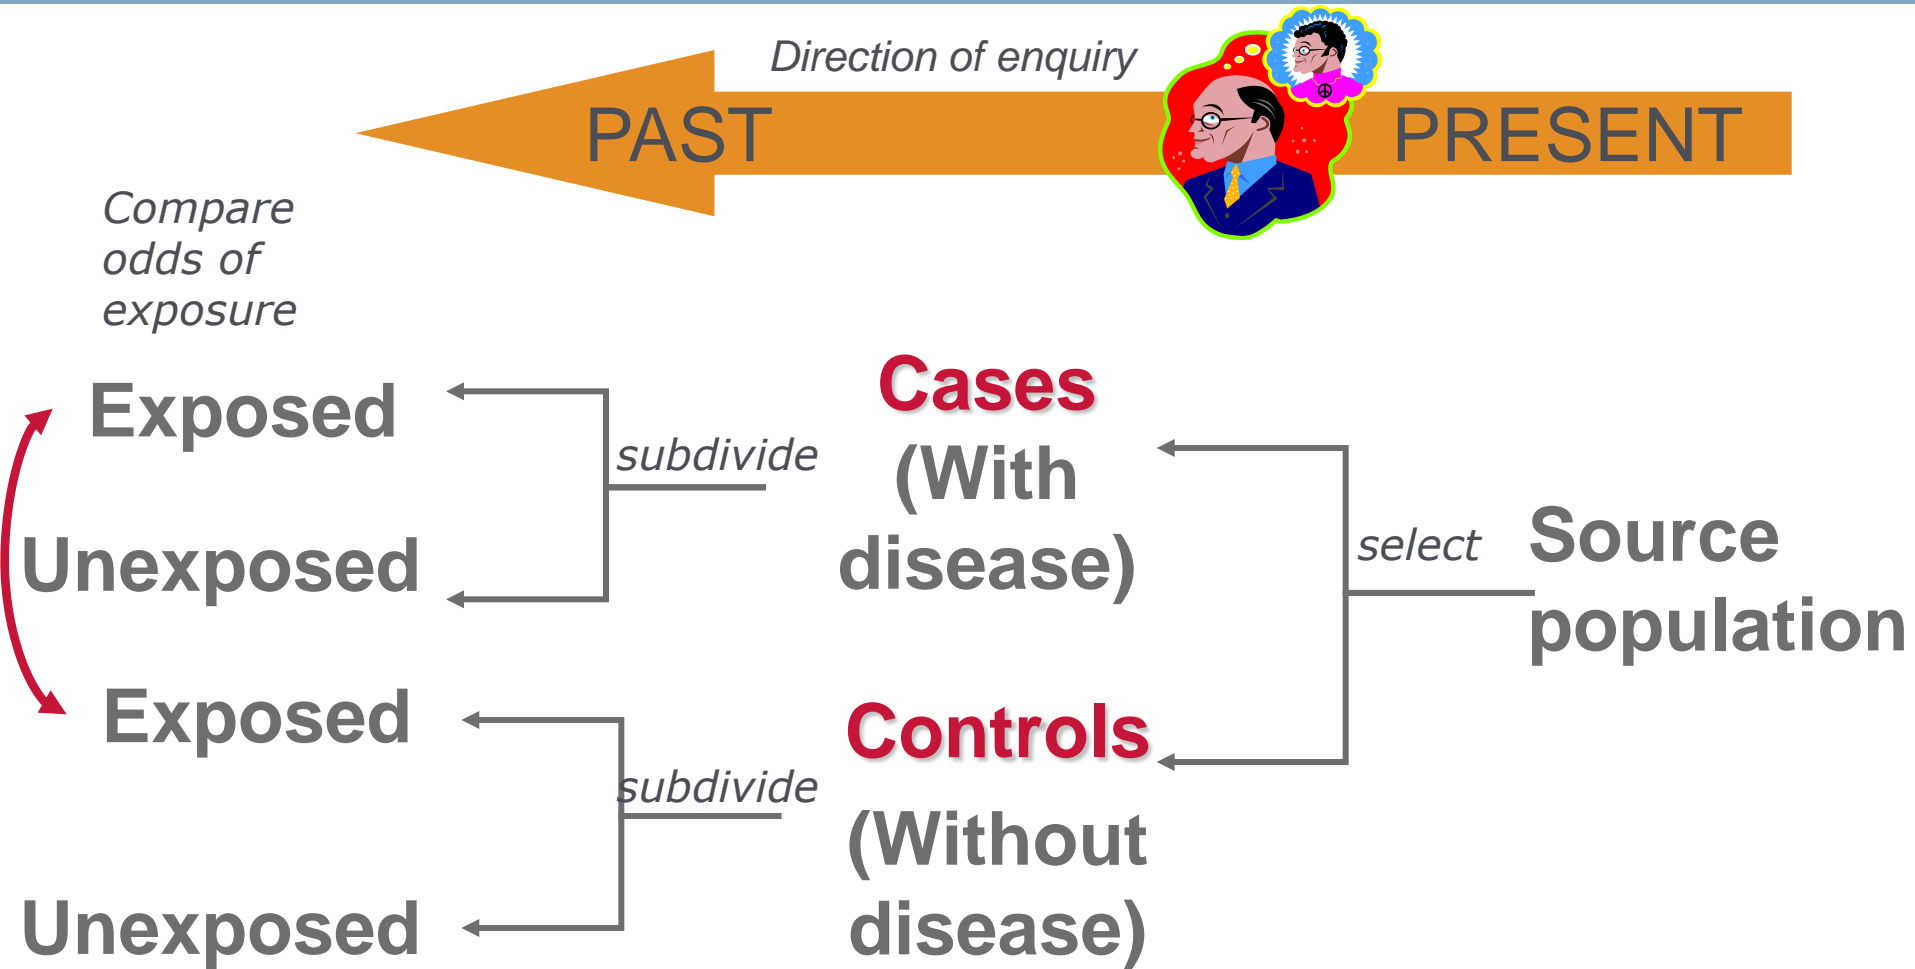 Direction of enquiry
PAST
PRESENT
Compare
odds of
exposure
Exposed
Unexposed
subdivide
Cases
(With
disease)
select
Source
population
Exposed
Unexposed
subdivide
Controls
(Without
disease)